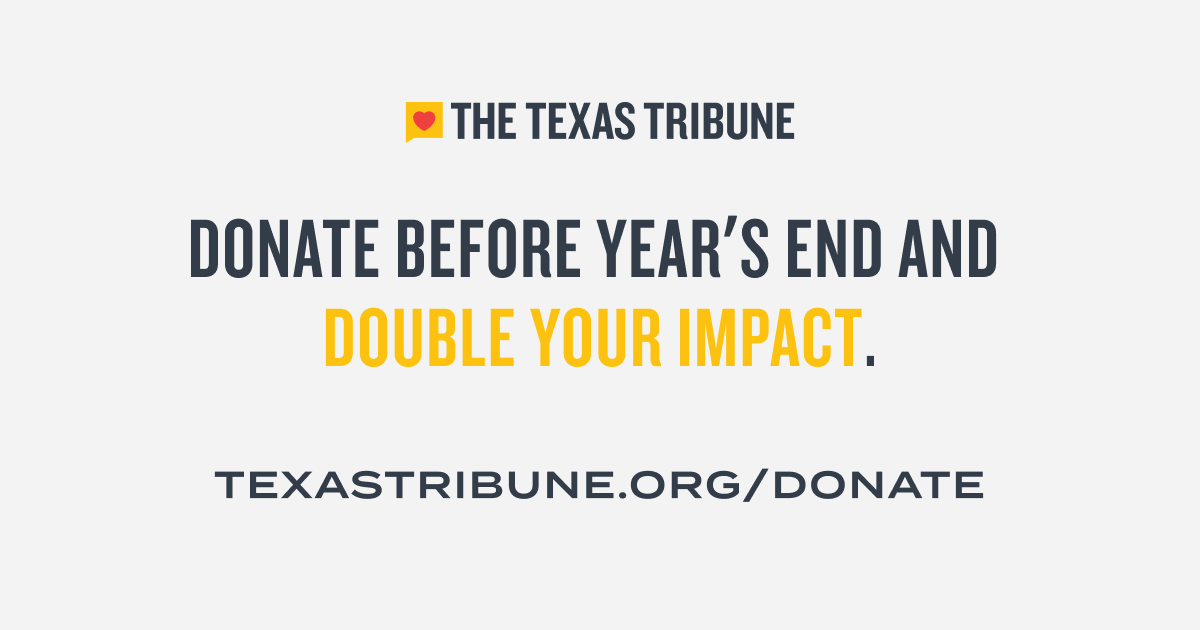 THE TEXAS TRIBUNE
DONATE BEFORE YEAR'S END AND
DOUBLE YOUR IMPACT.
TEXASTRIBUNE.ORG/DONATE